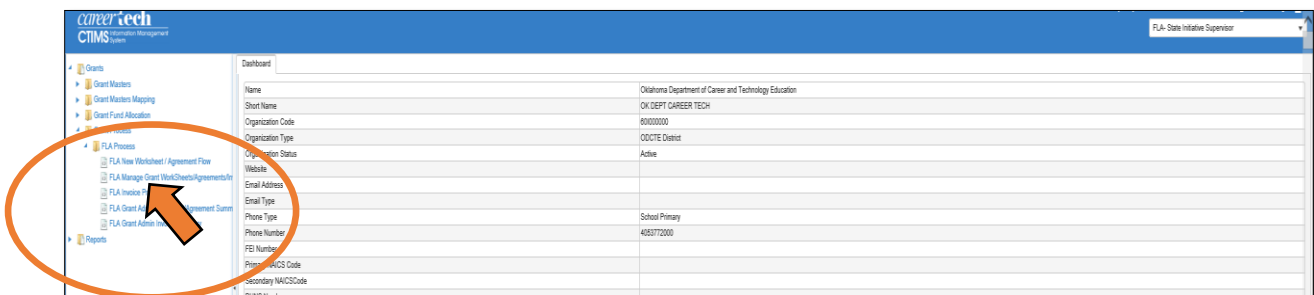 career tech
CTIMS Information Management System
FLA- State Initiative Supervisor
Grants
Grant Masters
Grant Masters Mapping
Grant Fund Allocation
FLA Process
FLA New Worksheet / Agreement Flow
FLA Manage Grant WorkSheets/Agreements/In
FLA Invoice
FLA Grant Agreement Summ
FLA Grant Admin
Reports
Dashboard
Name Oklahoma Department of Career and Technology Education
Short Name OK DEPT CAREER TECH
Organization Code 60I000000
Organization Type ODCTE District
Organization Status Active
Website
Email Address
Email Type
Phone Type School Primary
Phone Number 4053772000
FEI Number
Primary NAICS Code
Secondary NAICSCode